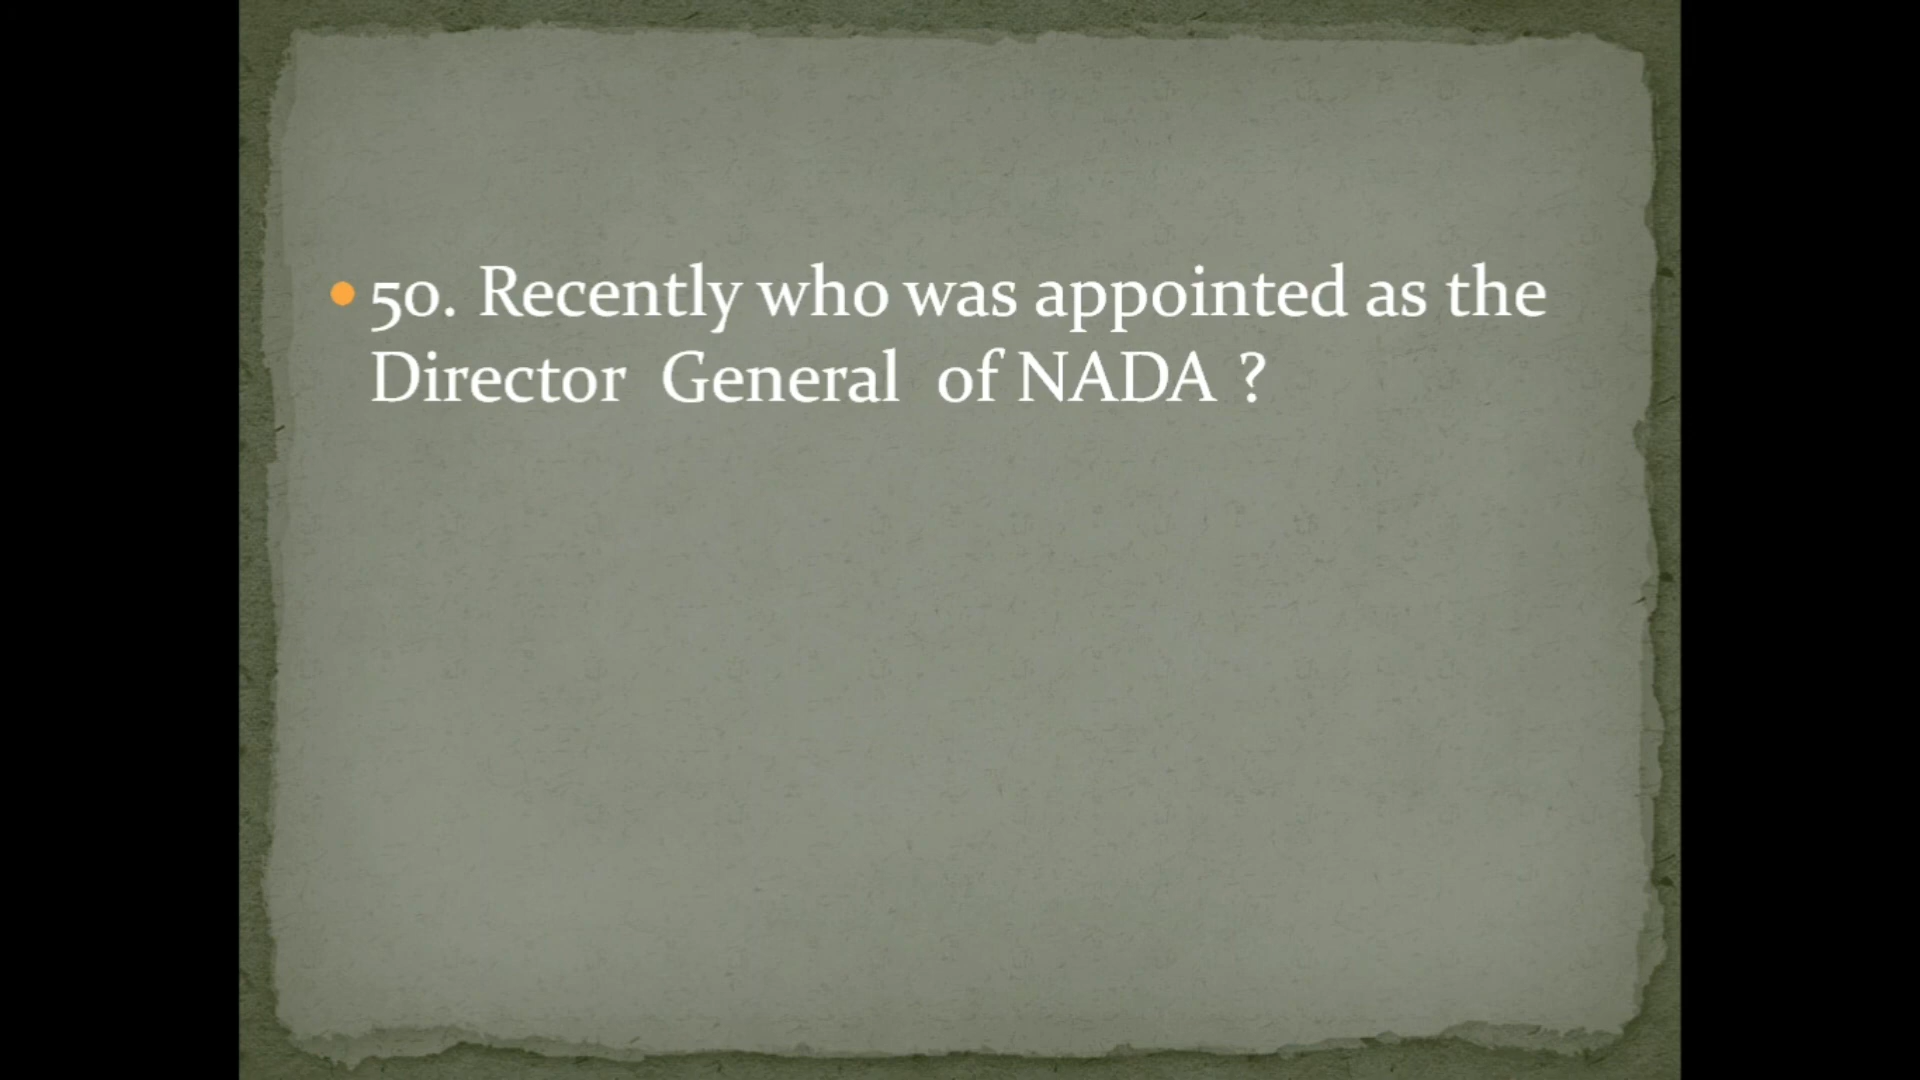 • 50. Recently who was appointed as the
Director General of NADA ?